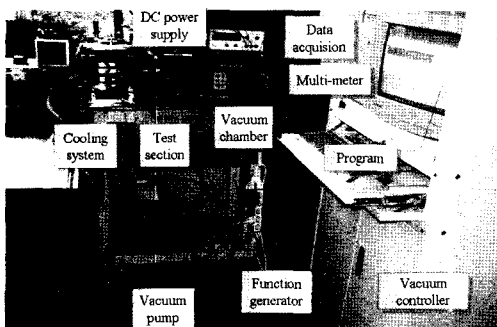 DC power
supply
Data
acquision
Multi-meter
Vacuum
chamber
Cooling
system
Test
section
Program
Function
generator
Vacuum
controller
Vacuum
pump